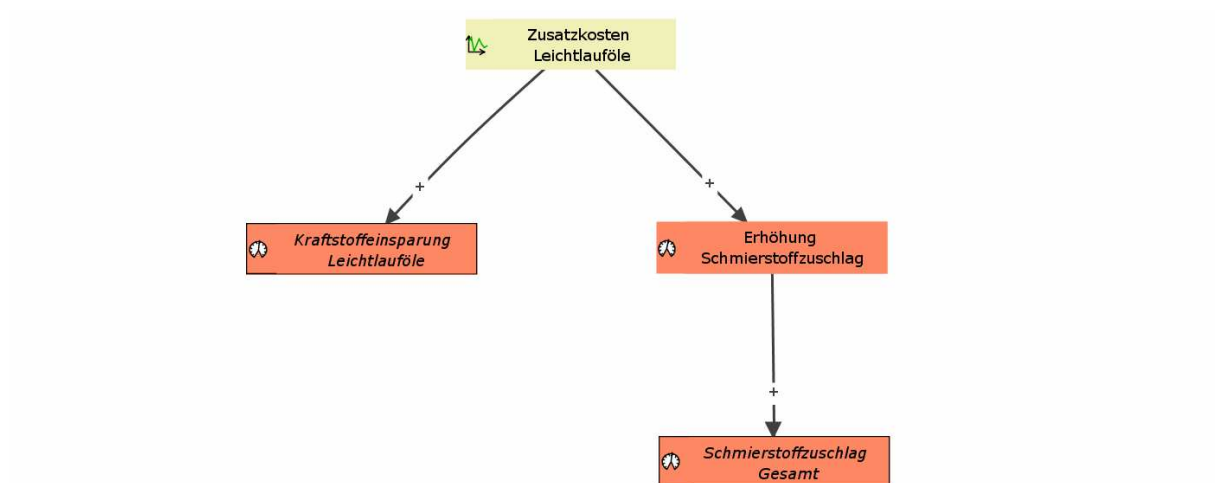 Zusatzkosten
Leichtlauföle
+
+
Kraftstoffeinsparung
Leichtlauföle
Erhöhung
Schmierstoffzuschlag
+
Schmierstoffzuschlag
Gesamt